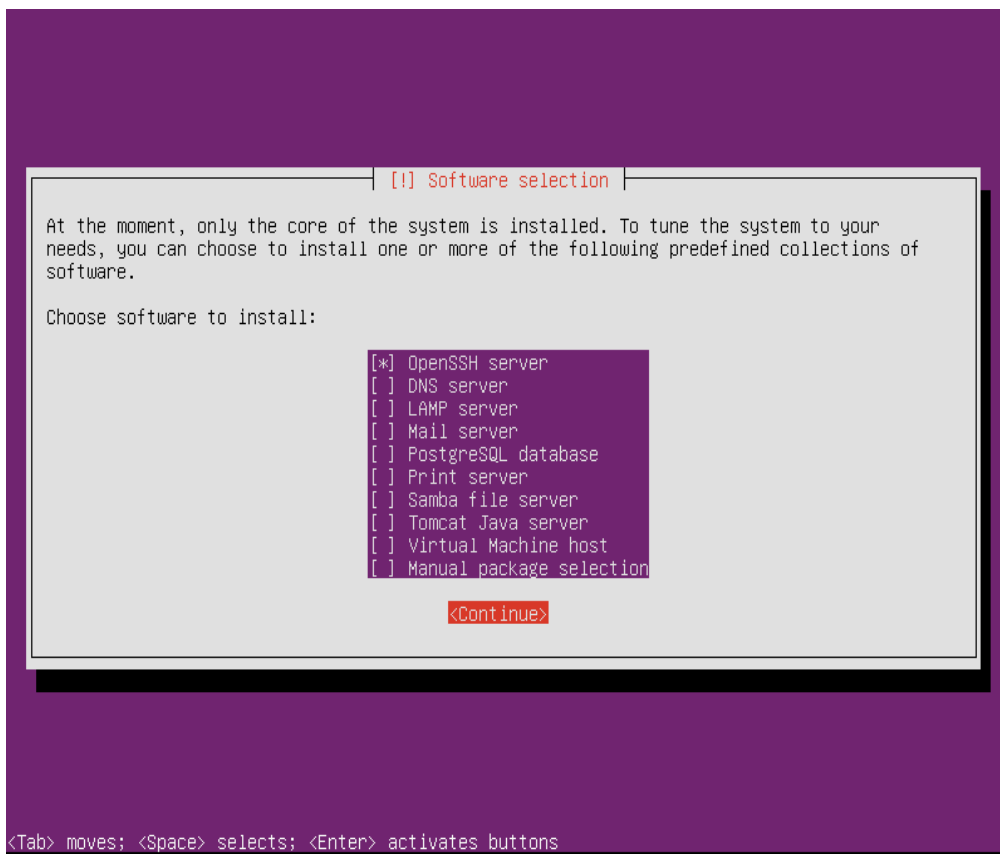 [!] Software selection
At the moment, only the core of the system is installed. To tune the system to your
needs, you can choose to install one or more of the following predefined collections of
software.
Choose software to install:
[*] OpenSSH server
[ ] DNS server
[ ] LAMP server
[ ] Mail server
[ ] PostgreSQL database
[ ] Print server
[ ] Samba file server
[ ] Tomcat Java server
[ ] Virtual Machine host
[ ] Manual package selection
<Continue>
<Tab> moves; <Space> selects; <Enter> activates buttons